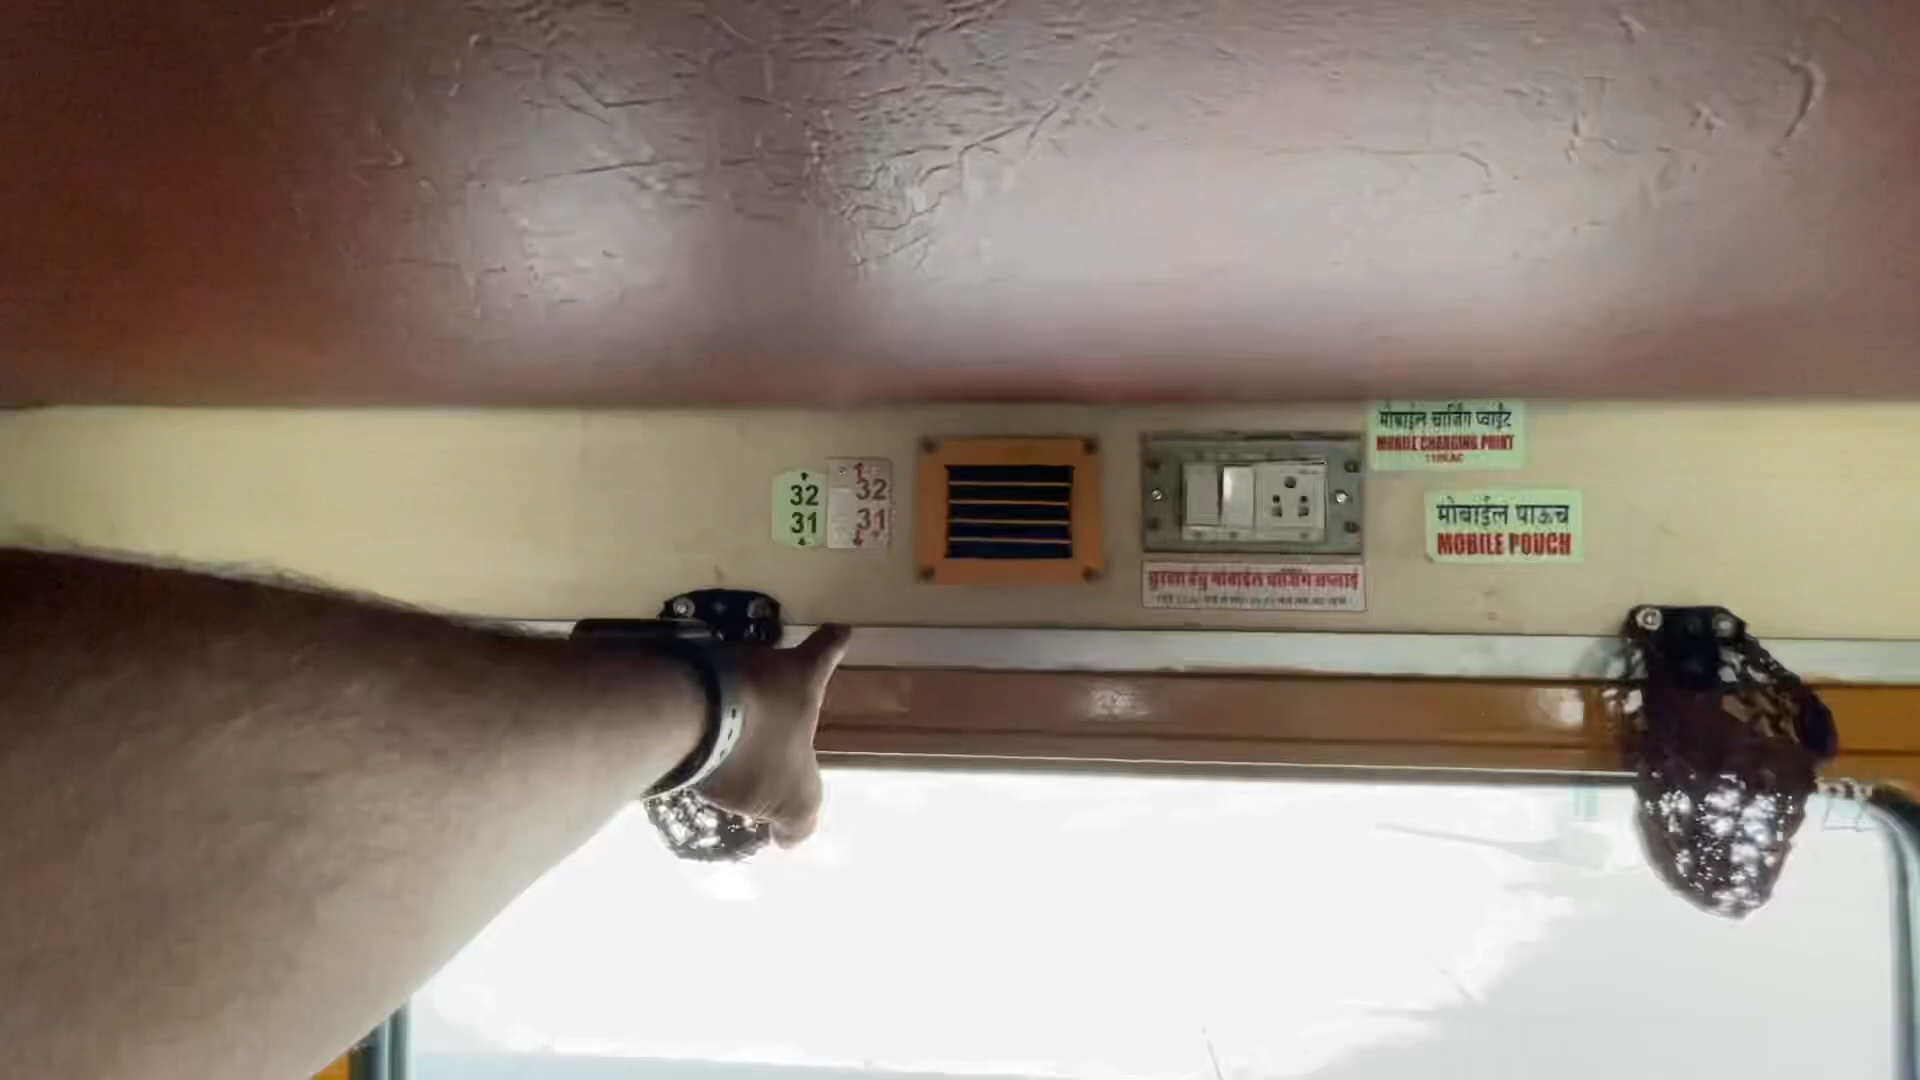 32
31
32
31
मोबाईल चार्जिंग प्वाईंट
MOBILE CHARGING POINT
110V.AC
मोबाईल पाऊच
MOBILE POUCH